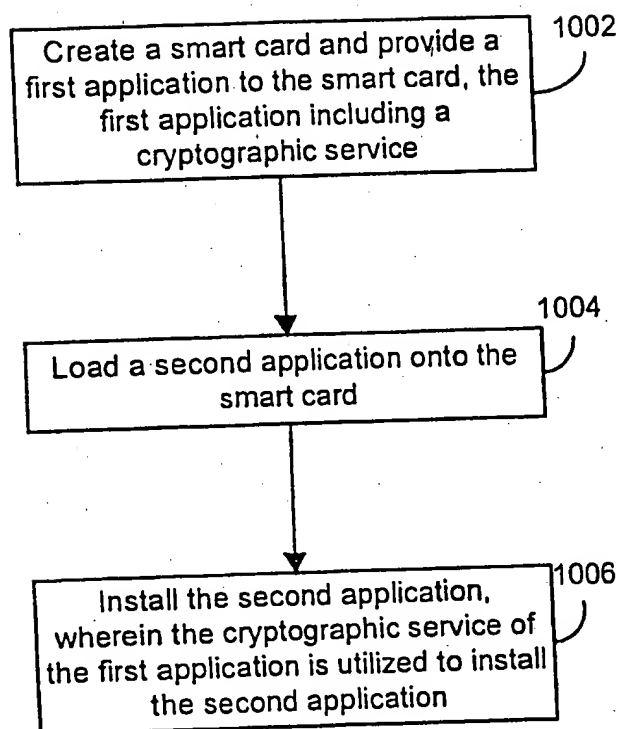 1002
Create a smart card and provide a
first application to the smart card, the
first application including a
cryptographic service
1004
Load a second application onto the
smart card
1006
Install the second application,
wherein the cryptographic service of
the first application is utilized to install
the second application